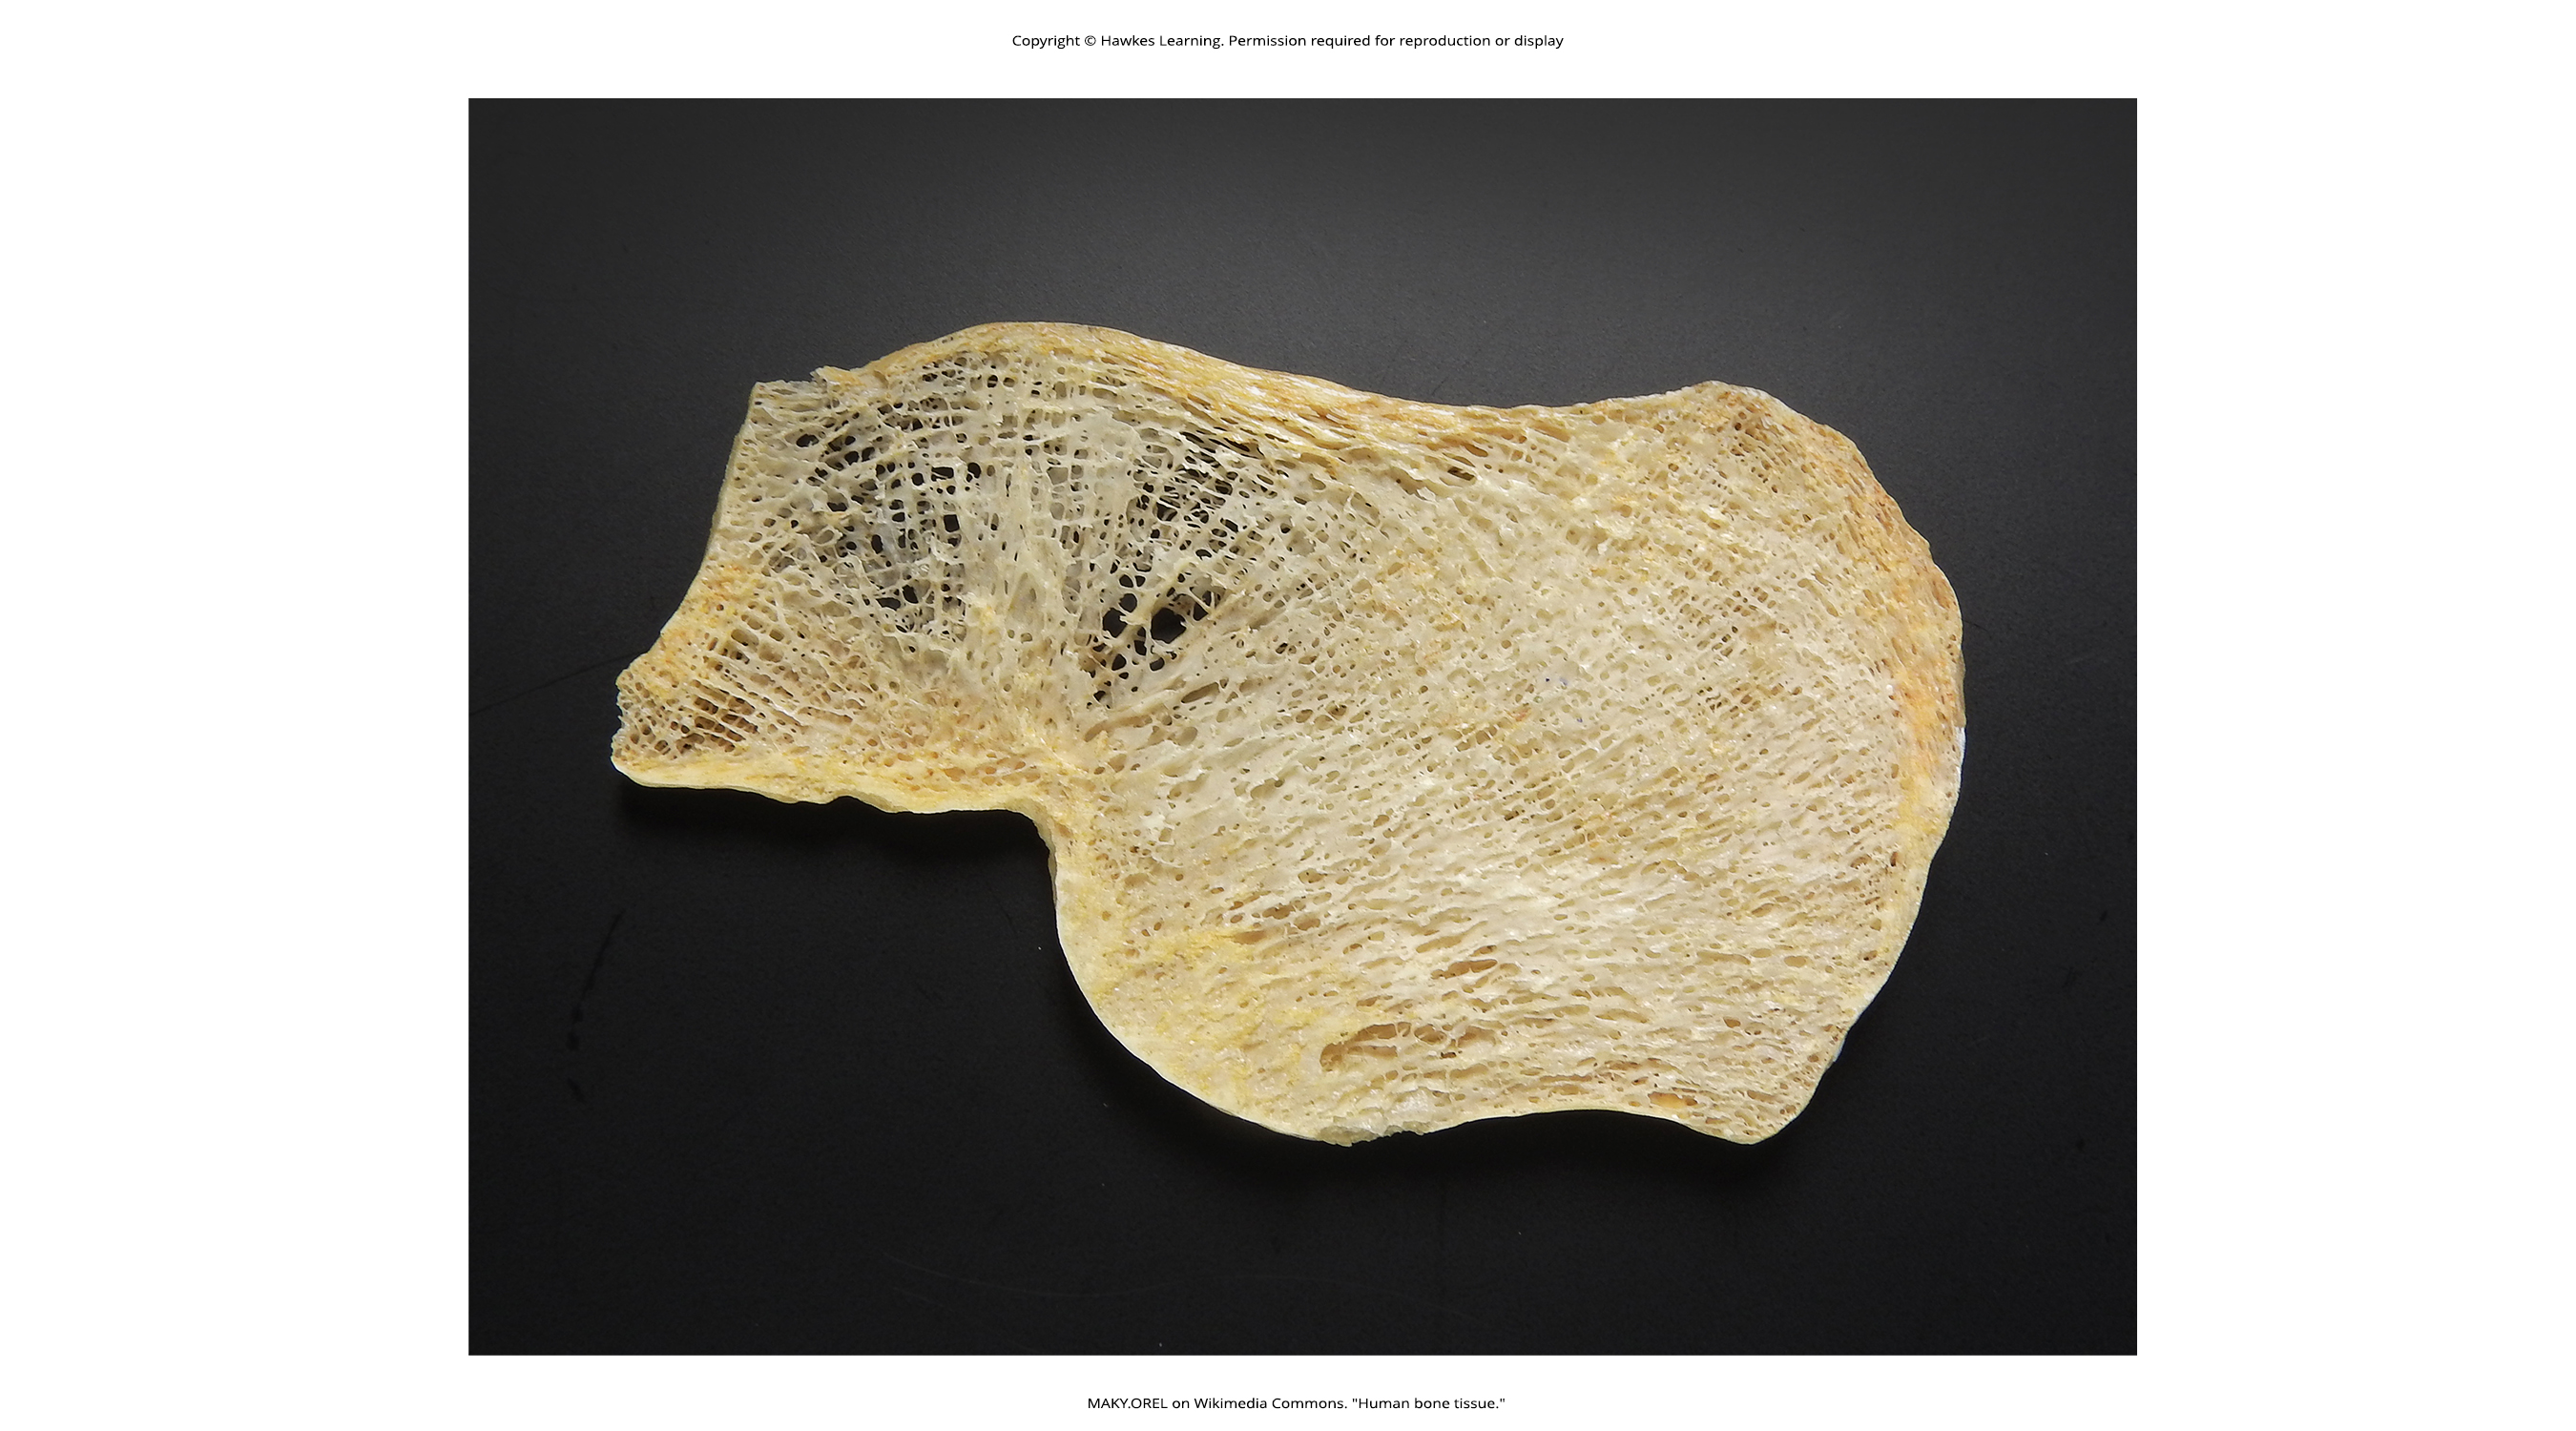 Copyright © Hawkes Learning. Permission required for reproduction or display
MAKY.OREL on Wikimedia Commons. "Human bone tissue."